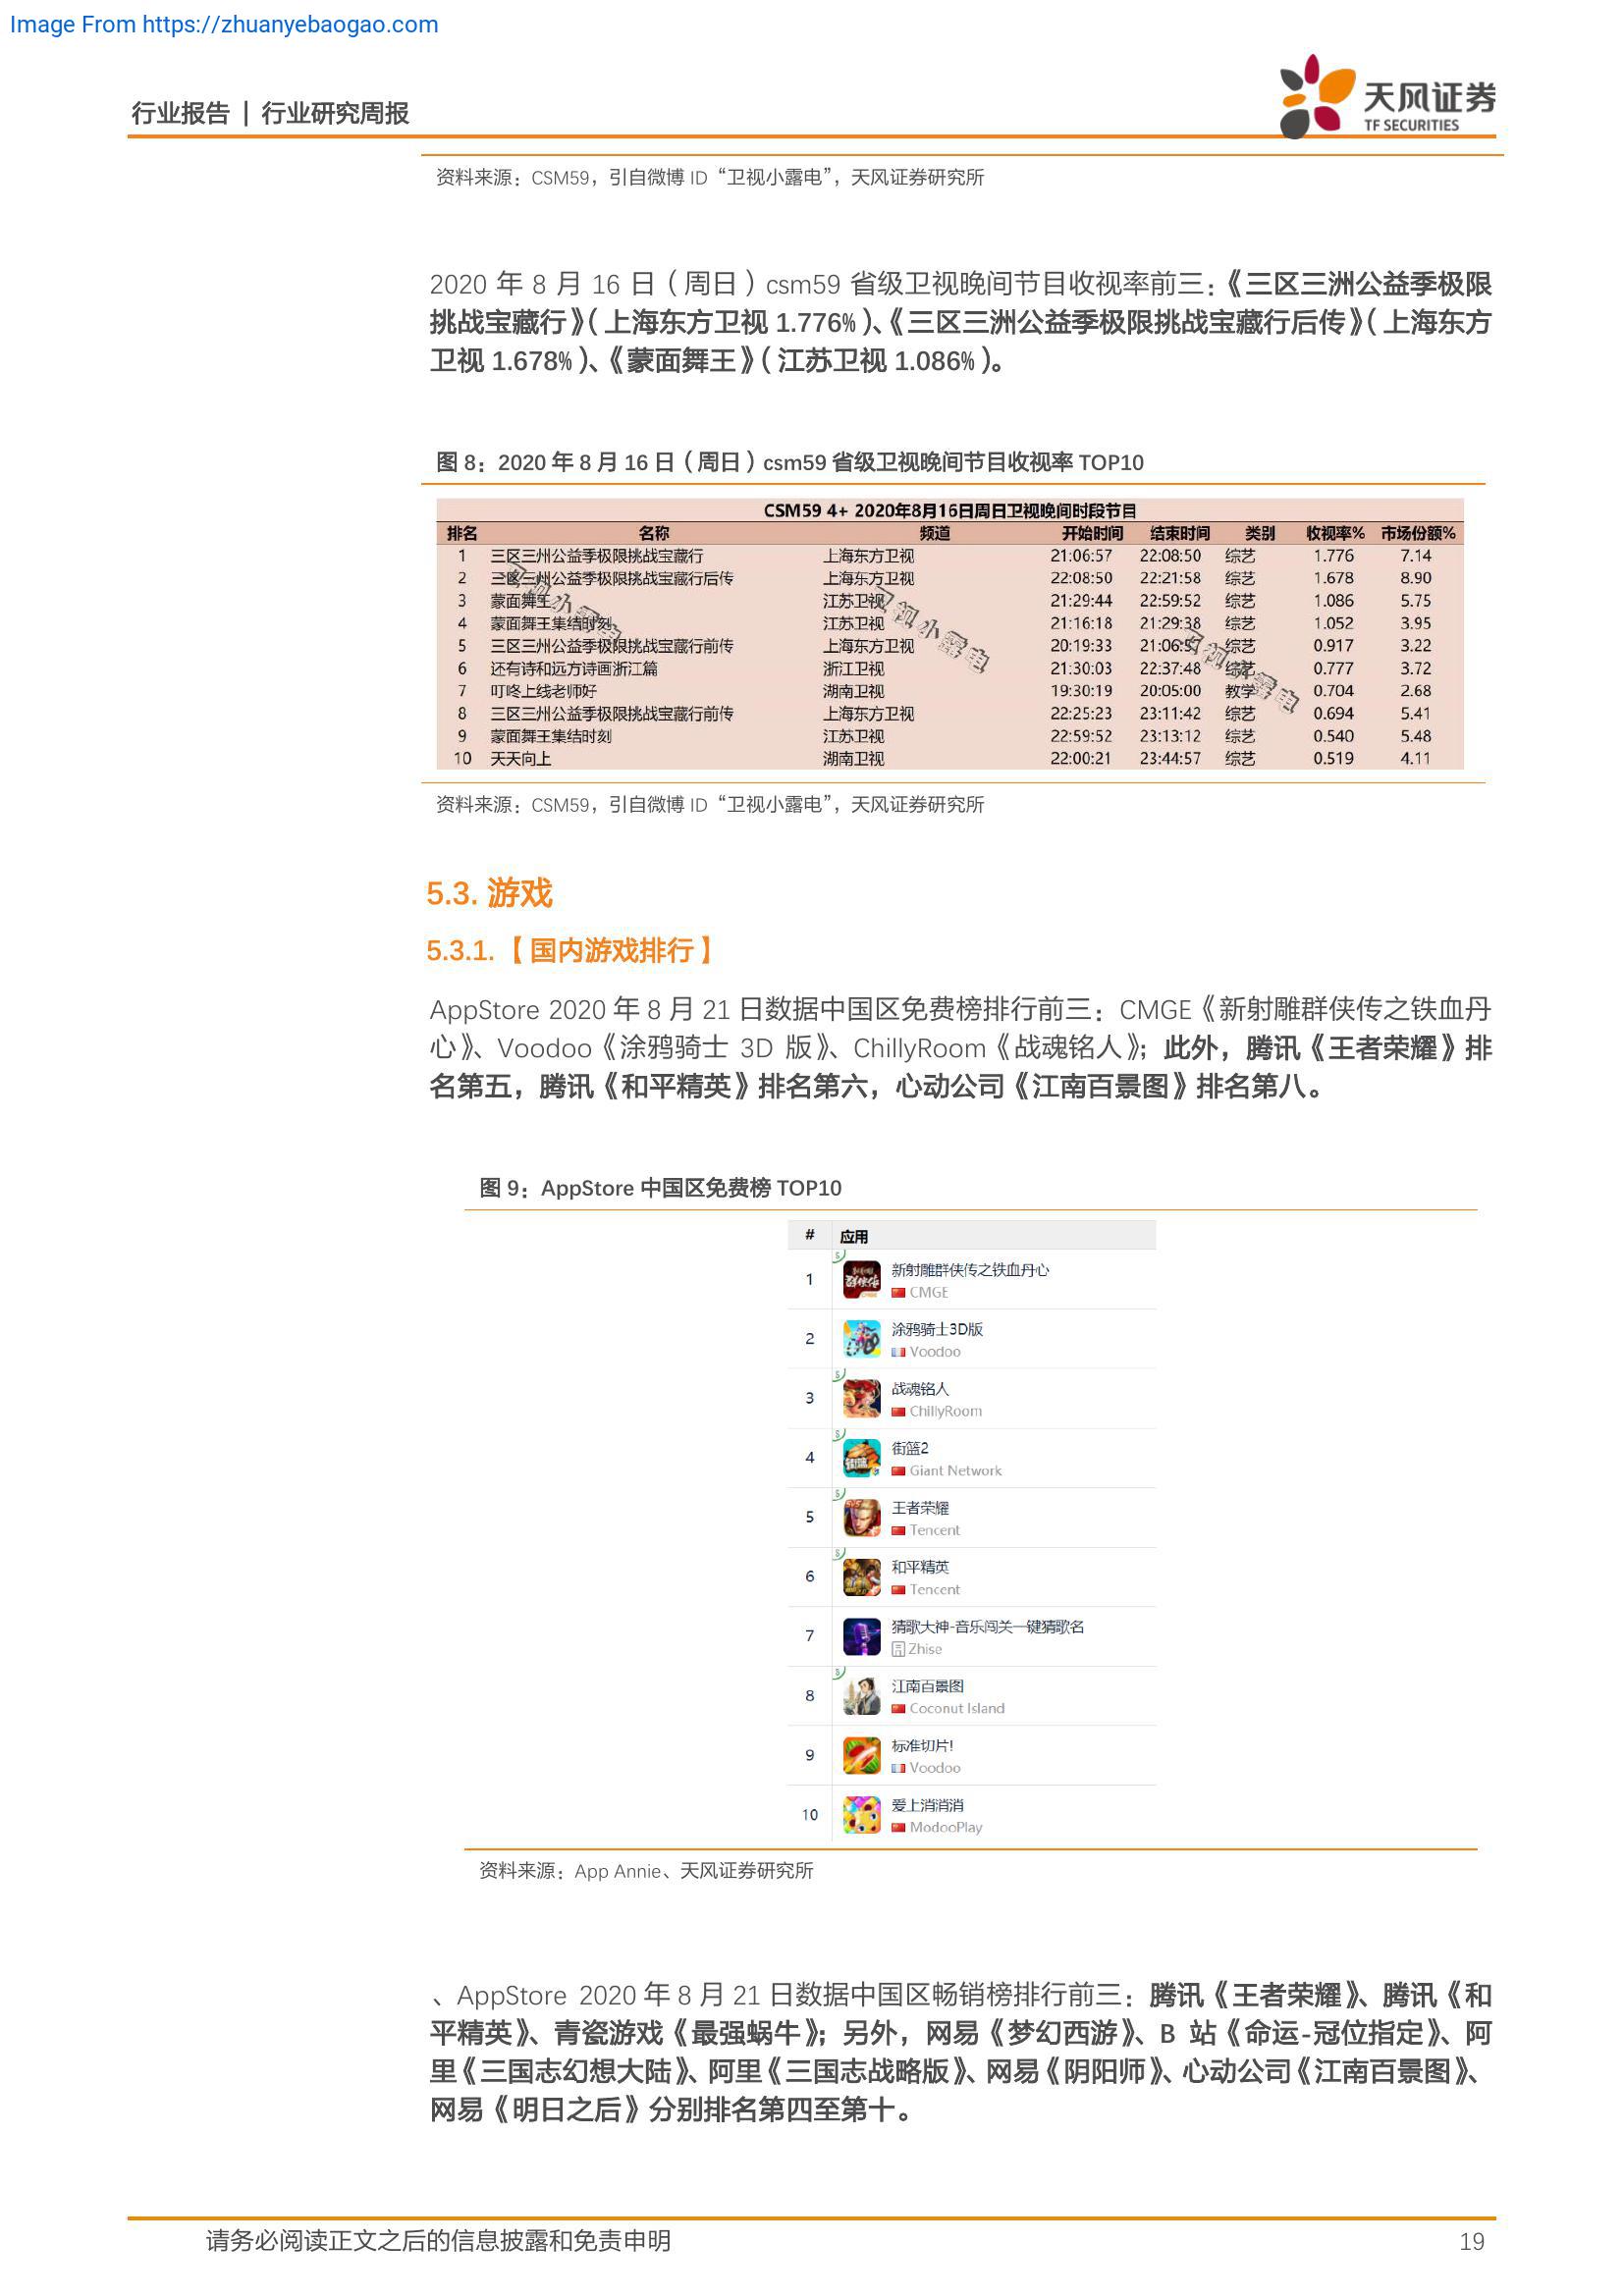 Image From https://zhuanyebaogao.com
行业报告 | 行业研究周报
天风证券
TF SECURITIES
资料来源：CSM59，引自微博 ID“卫视小露电”，天风证券研究所
2020 年 8 月 16 日（周日）csm59 省级卫视晚间节目收视率前三：《三区三洲公益季极限
挑战宝藏行》（上海东方卫视 1.776%）、《三区三洲公益季极限挑战宝藏行后传》（上海东方
卫视 1.678%）、《蒙面舞王》（江苏卫视 1.086%）。
图 8：2020 年 8 月 16 日（周日）csm59 省级卫视晚间节目收视率 TOP10
CSM59 4+ 2020年8月16日周日卫视晚间时段节目
排名 名称 频道 开始时间 结束时间 类别 收视率% 市场份额%
1 三区三州公益季极限挑战宝藏行 上海东方卫视 21:06:57 22:08:50 综艺 1.776 7.14
2 三区三州公益季极限挑战宝藏行后传 上海东方卫视 22:08:50 22:21:58 综艺 1.678 8.90
3 蒙面舞王 江苏卫视 21:29:44 22:59:52 综艺 1.086 5.75
4 蒙面舞王集结时刻 江苏卫视 21:16:18 21:29:38 综艺 1.052 3.95
5 三区三州公益季极限挑战宝藏行前传 上海东方卫视 20:19:33 综艺 0.917 3.22
6 还有诗和远方诗画浙江篇 浙江卫视 21:30:03 22:37:48 综艺 0.777 3.72
7 叮咚上线老师好 湖南卫视 19:30:19 20:05:00 教学 0.704 2.68
8 三区三州公益季极限挑战宝藏行前传 上海东方卫视 22:25:23 23:11:42 综艺 0.694 5.41
9 蒙面舞王集结时刻 江苏卫视 22:59:52 23:13:12 综艺 0.540 5.48
10 天天向上 湖南卫视 22:00:21 23:44:57 综艺 0.519 4.11
卫视小露电
卫视小露电
卫视小露电
资料来源：CSM59，引自微博 ID“卫视小露电”，天风证券研究所
5.3. 游戏
5.3.1.【国内游戏排行】
AppStore 2020 年 8 月 21 日数据中国区免费榜排行前三：CMGE《新射雕群侠传之铁血丹
心》、Voodoo《涂鸦骑士 3D 版》、ChillyRoom《战魂铭人》；此外，腾讯《王者荣耀》排
名第五，腾讯《和平精英》排名第六，心动公司《江南百景图》排名第八。
图 9：AppStore 中国区免费榜 TOP10
# 应用
1 新射雕群侠传之铁血丹心
CMGE
2 涂鸦骑士3D版
Voodoo
3 战魂铭人
ChillyRoom
4 街篮2
Giant Network
5 王者荣耀
Tencent
6 和平精英
Tencent
7 猜歌大神-音乐闯关一键猜歌名
Zhise
8 江南百景图
Coconut Island
9 标准切片!
Voodoo
10 爱上消消消
ModooPlay
资料来源：App Annie、天风证券研究所
、AppStore 2020 年 8 月 21 日数据中国区畅销榜排行前三：腾讯《王者荣耀》、腾讯《和
平精英》、青瓷游戏《最强蜗牛》；另外，网易《梦幻西游》、B 站《命运-冠位指定》、阿
里《三国志幻想大陆》、阿里《三国志战略版》、网易《阴阳师》、心动公司《江南百景图》、
网易《明日之后》分别排名第四至第十。
请务必阅读正文之后的信息披露和免责申明
19